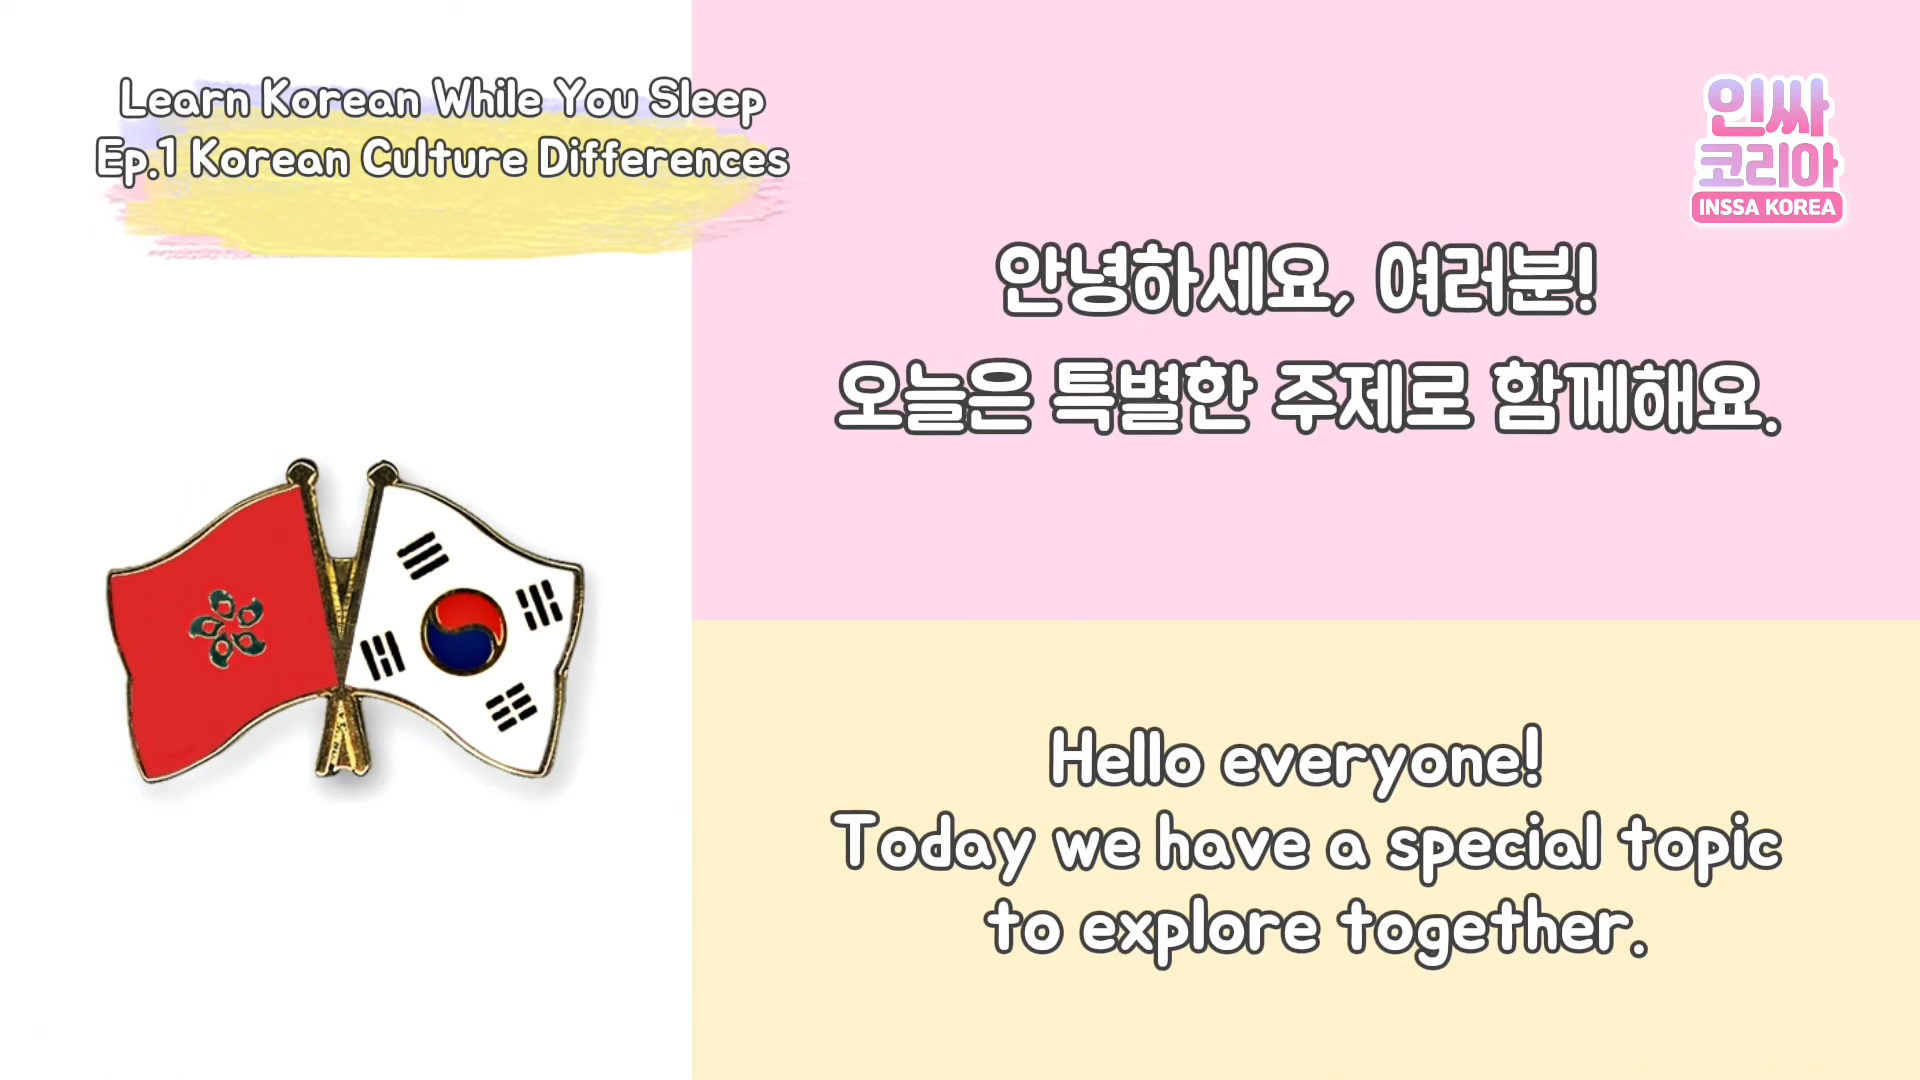 Learn Korean While You Sleep
Ep.1 Korean Culture Differences
인싸
코리아
INSSA KOREA
안녕하세요, 여러분!
오늘은 특별한 주제로 함께해요.
Hello everyone!
Today we have a special topic
to explore together.